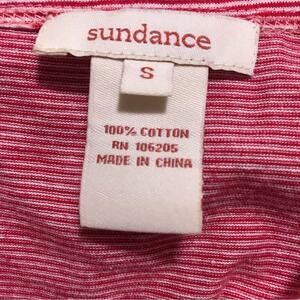 sundance
S
100% COTTON
RN 106205
MADE IN CHINA